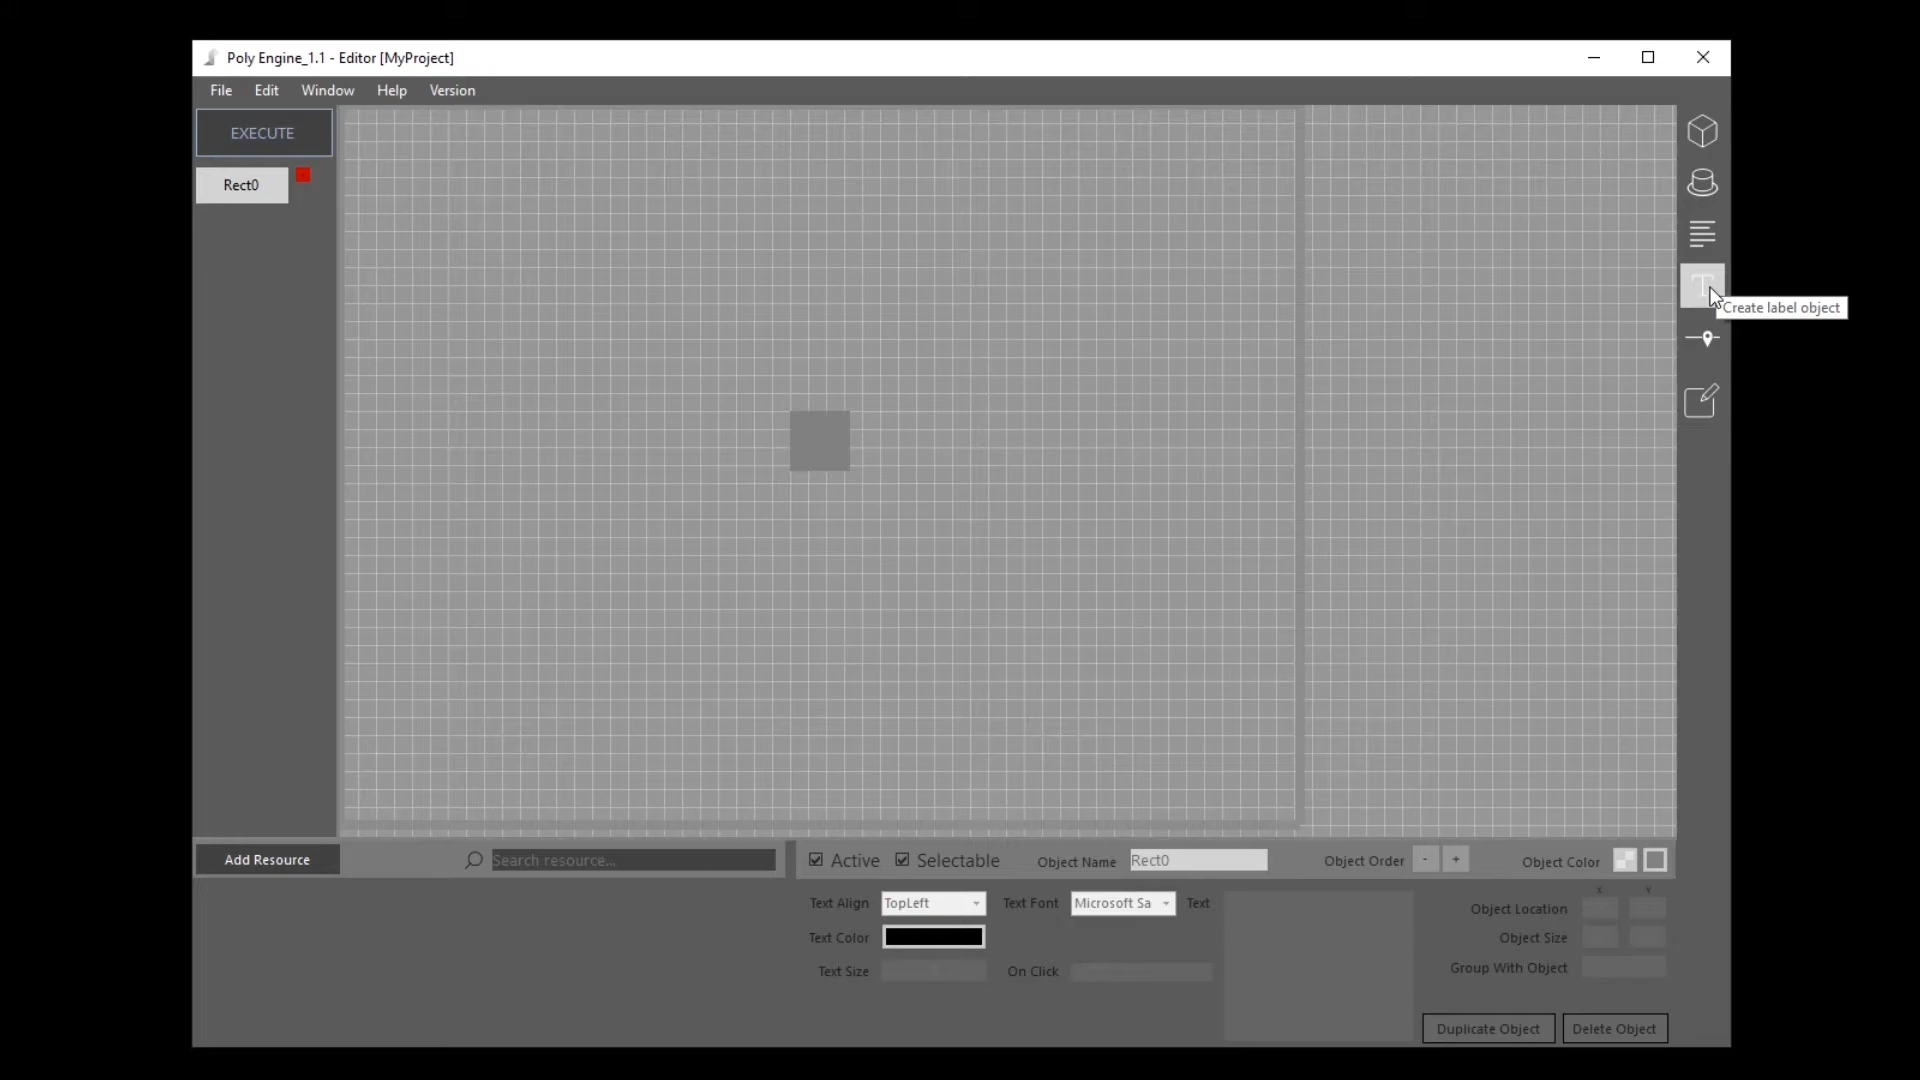 Poly Engine_1.1 - Editor [MyProject]
File Edit Window Help Version
EXECUTE
Rect0
Create label object
Add Resource
Search resource...
Active Selectable Object Name Rect0 Object Order - + Object Color
X Y
Text Align TopLeft Text Font Microsoft Sa Text
Object Location
Text Color
Object Size
Text Size On Click
Group With Object
Duplicate Object Delete Object